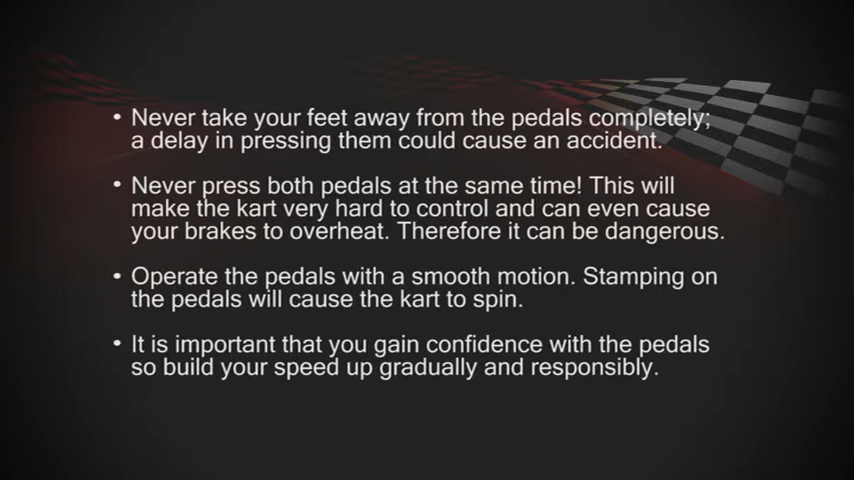 • Never take your feet away from the pedals completely;
a delay in pressing them could cause an accident.
• Never press both pedals at the same time! This will
make the kart very hard to control and can even cause
your brakes to overheat. Therefore it can be dangerous.
• Operate the pedals with a smooth motion. Stamping on
the pedals will cause the kart to spin.
• It is important that you gain confidence with the pedals
so build your speed up gradually and responsibly.